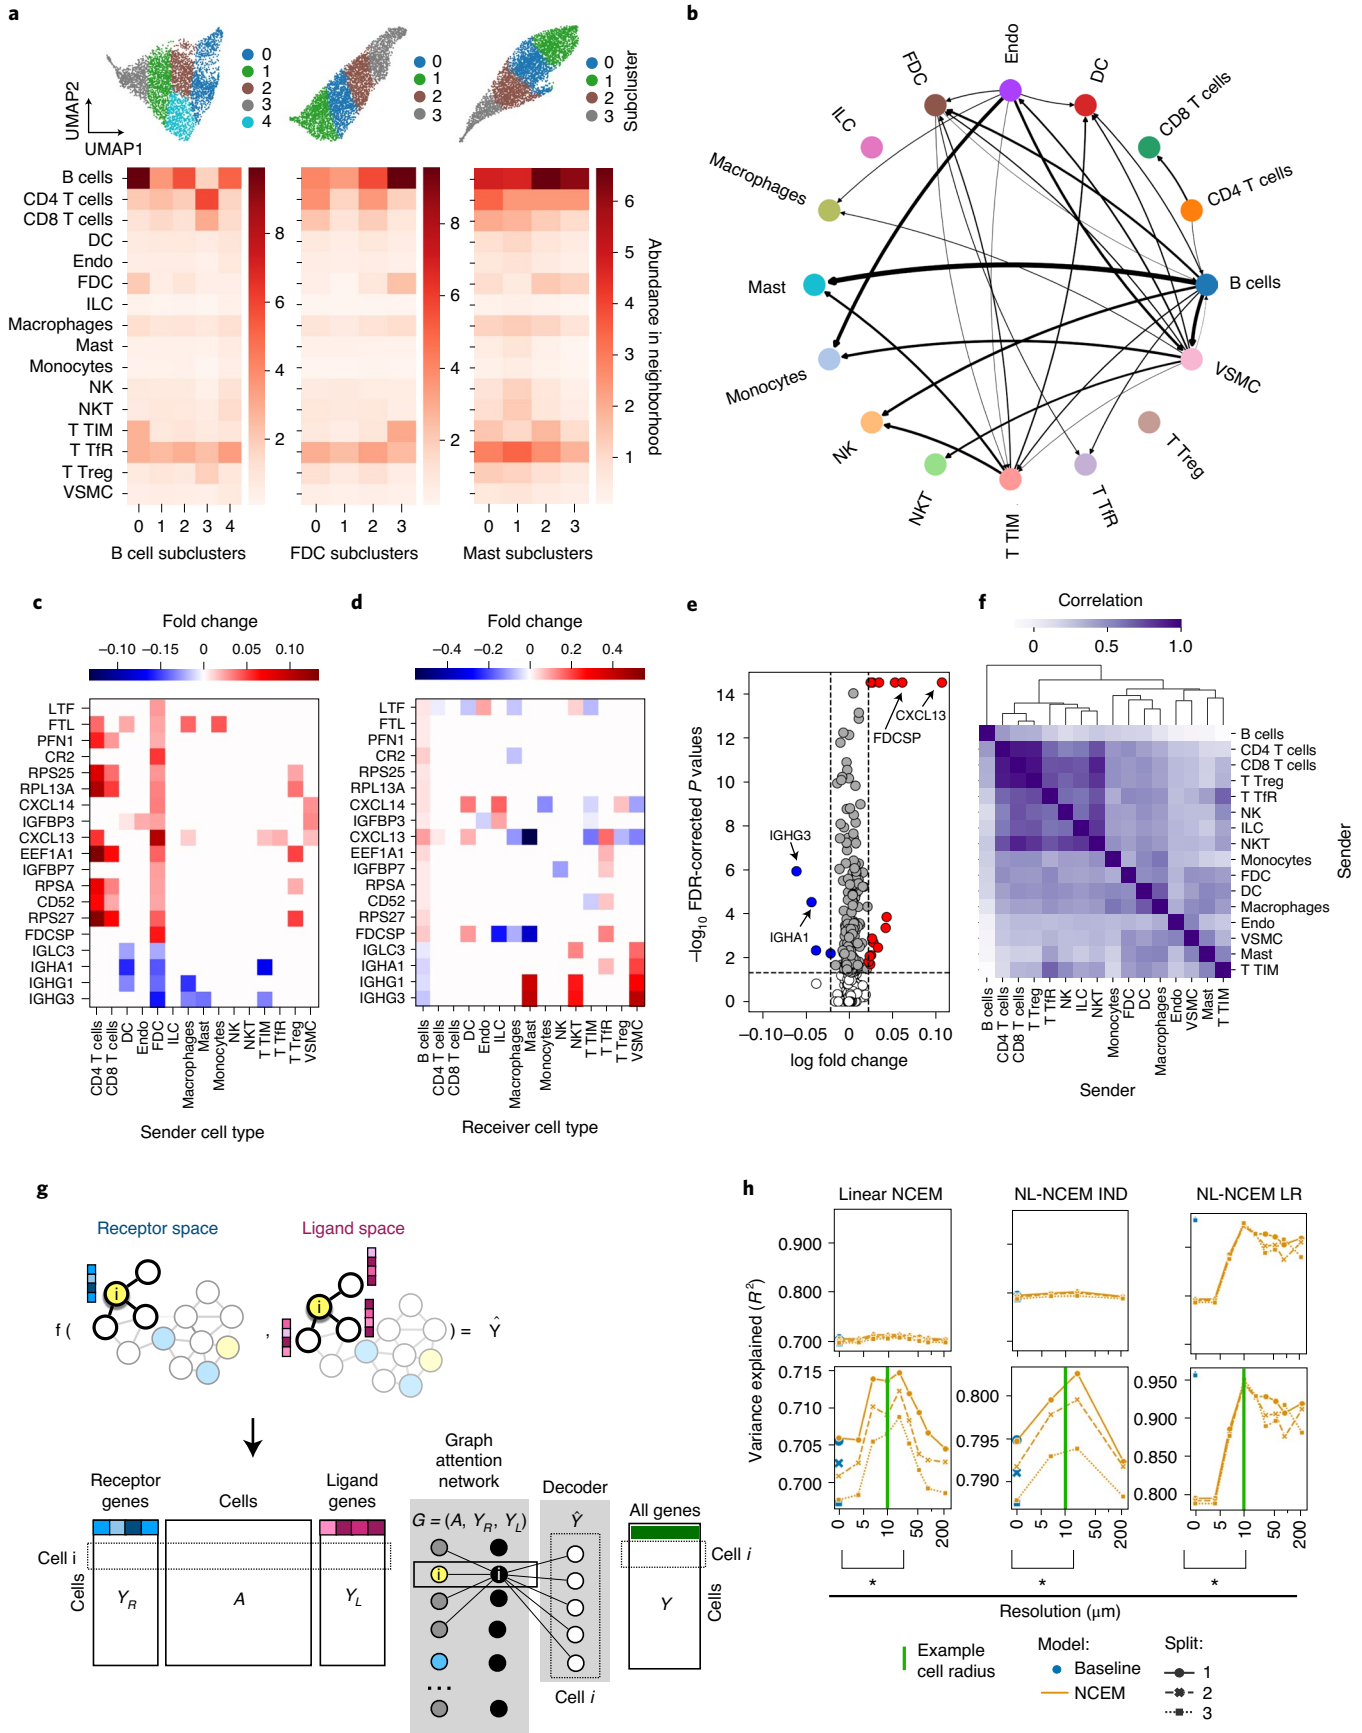 a
UMAP2
UMAP1
0
1
2
3
4
0
1
2
3
0
1
2
3
Subcluster
B cells
CD4 T cells
CD8 T cells
DC
Endo
FDC
ILC
Macrophages
Mast
Monocytes
NK
NKT
T TIM
T TfR
T Treg
VSMC
8
6
4
2
8
6
4
2
6
5
4
3
2
1
Abundance in neighborhood
0 1 2 3 4
0 1 2 3
0 1 2 3
B cell subclusters
FDC subclusters
Mast subclusters
b
Endo
DC
CD8 T cells
CD4 T cells
B cells
VSMC
T Treg
T TfR
T TIM
NKT
NK
Monocytes
Mast
Macrophages
ILC
FDC
c
Fold change
−0.10 −0.15 0 0.05 0.10
LTF
FTL
PFN1
CR2
RPS25
RPL13A
CXCL14
IGFBP3
CXCL13
EEF1A1
IGFBP7
RPSA
CD52
RPS27
FDCSP
IGLC3
IGHA1
IGHG1
IGHG3
CD4 T cells
CD8 T cells
DC
Endo
FDC
ILC
Macrophages
Mast
Monocytes
NK
NKT
T TIM
T TfR
T Treg
VSMC
Sender cell type
d
Fold change
−0.4 −0.2 0 0.2 0.4
LTF
FTL
PFN1
CR2
RPS25
RPL13A
CXCL14
IGFBP3
CXCL13
EEF1A1
IGFBP7
RPSA
CD52
RPS27
FDCSP
IGLC3
IGHA1
IGHG1
IGHG3
B cells
CD4 T cells
CD8 T cells
DC
Endo
ILC
Macrophages
Mast
Monocytes
NK
NKT
T TIM
T TfR
T Treg
VSMC
Receiver cell type
e
−log10 FDR-corrected P values
14
12
10
8
6
4
2
0
CXCL13
FDCSP
IGHG3
IGHA1
−0.10 −0.05 0 0.05 0.10
log fold change
f
Correlation
0 0.5 1.0
B cells
CD4 T cells
CD8 T cells
T Treg
T TfR
NK
ILC
NKT
Monocytes
FDC
DC
Macrophages
Endo
VSMC
Mast
T TIM
Sender
B cells
CD4 T cells
CD8 T cells
T Treg
T TfR
NK
ILC
NKT
Monocytes
FDC
DC
Macrophages
Endo
VSMC
Mast
T TIM
Sender
g
Receptor space
Ligand space
i
i
f ( , ) = Ŷ
Receptor genes
Cells
Ligand genes
Graph attention network
Decoder
All genes
G = (A, YR, YL)
Ŷ
Cell i
Cells
YR
A
YL
i
i
...
Cell i
Y
Cell i
Cells
h
Linear NCEM
NL-NCEM IND
NL-NCEM LR
Variance explained (R2)
0.900
0.800
0.700
0.715
0.710
0.705
0.700
0.800
0.795
0.790
0.950
0.900
0.850
0.800
0 5 10 50 200
0 5 10 50 200
0 5 10 50 200
*
*
*
Resolution (μm)
Example cell radius
Model:
Baseline
NCEM
Split:
1
2
3